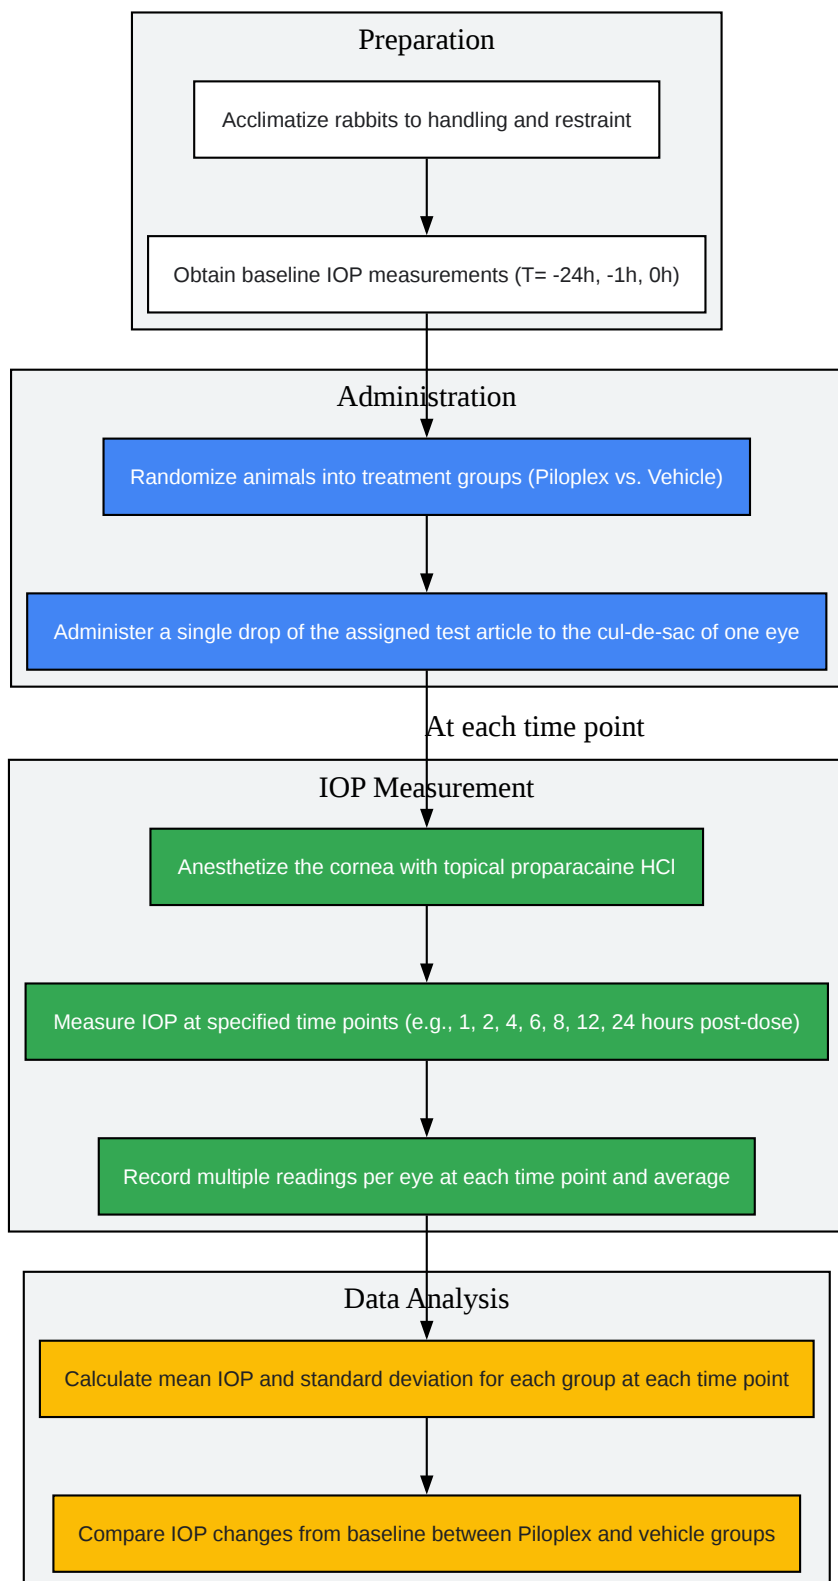 Preparation
Acclimatize rabbits to handling and restraint
Obtain baseline IOP measurements (T= -24h, -1h, 0h)
Administration
Randomize animals into treatment groups (Piloplex vs. Vehicle)
Administer a single drop of the assigned test article to the cul-de-sac of one eye
At each time point
IOP Measurement
Anesthetize the cornea with topical proparacaine HCl
Measure IOP at specified time points (e.g., 1, 2, 4, 6, 8, 12, 24 hours post-dose)
Record multiple readings per eye at each time point and average
Data Analysis
Calculate mean IOP and standard deviation for each group at each time point
Compare IOP changes from baseline between Piloplex and vehicle groups